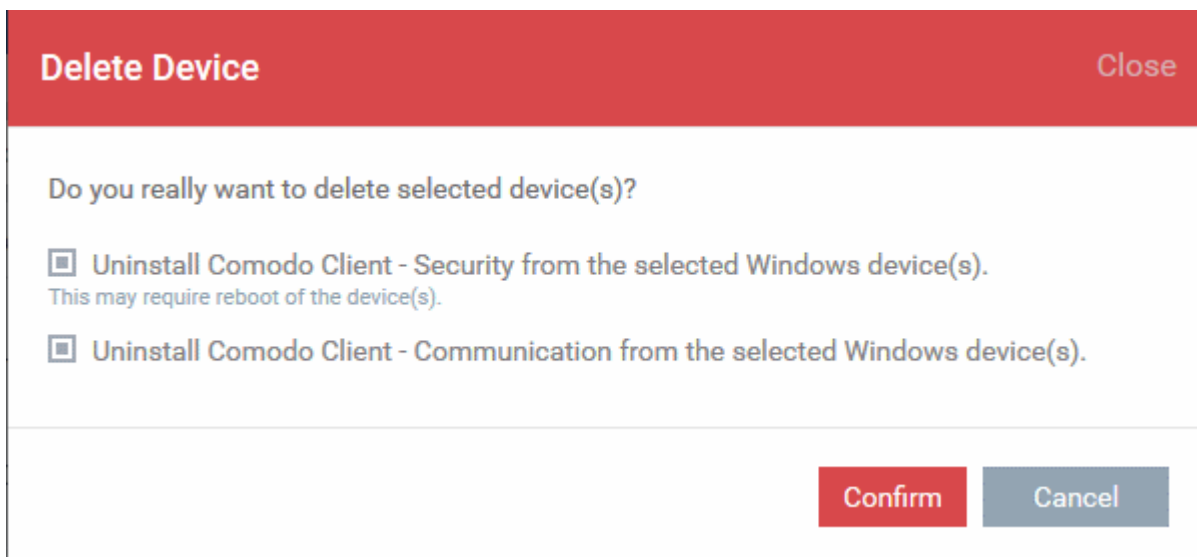 Delete Device
Close
Do you really want to delete selected device(s)?
Uninstall Comodo Client - Security from the selected Windows device(s).
This may require reboot of the device(s).
Uninstall Comodo Client - Communication from the selected Windows device(s).
Confirm
Cancel